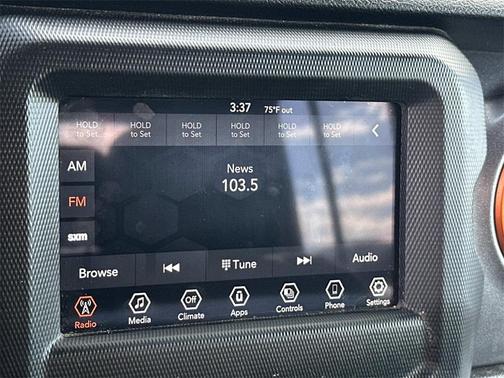 3:37 75°F out
HOLD HOLD HOLD HOLD HOLD HOLD
to Set to Set to Set to Set to Set to Set
AM
News
103.5
FM
sxm
Browse Tune Audio
Off
Radio Media Climate Apps Controls Phone Settings